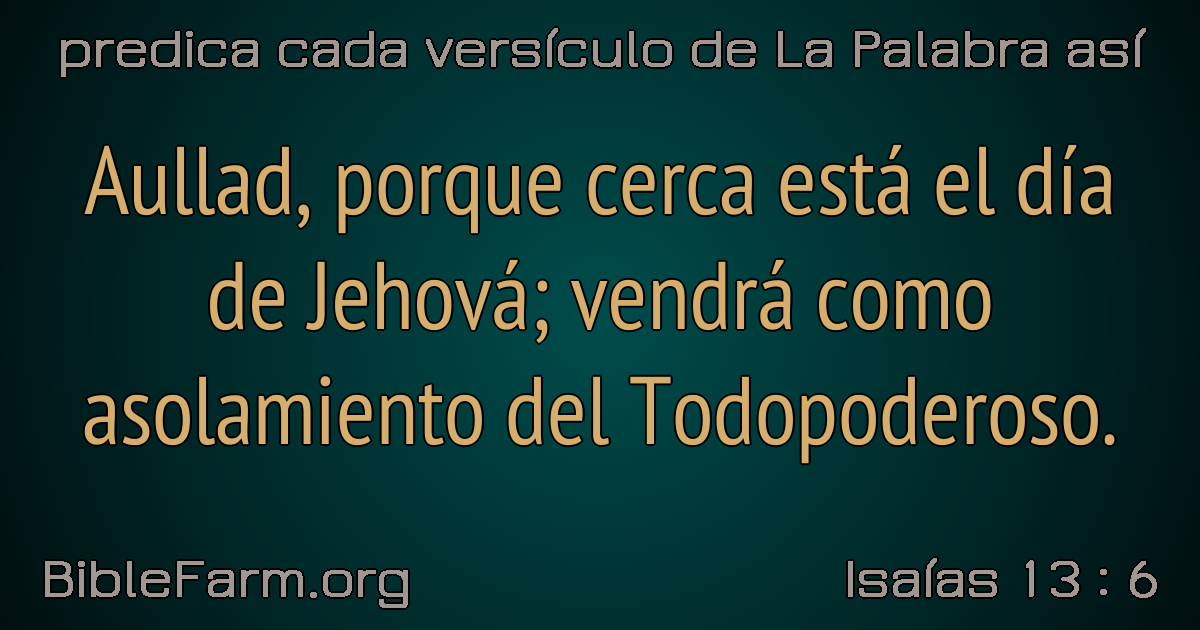 predica cada versículo de La Palabra así
Aullad, porque cerca está el día
de Jehová; vendrá como
asolamiento del Todopoderoso.
BibleFarm.org
Isaías 13 : 6